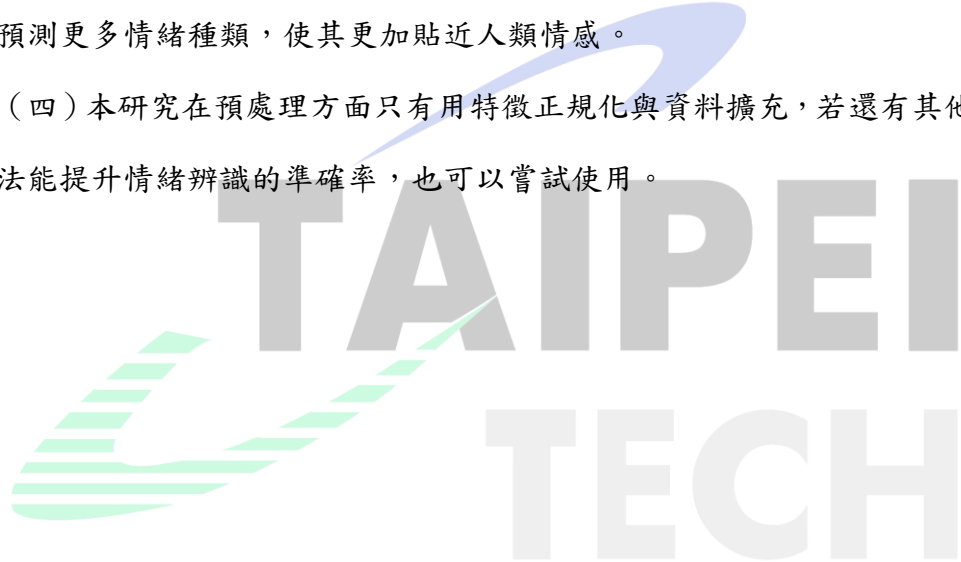 預測更多情緒種類，使其更加貼近人類情感。
（四）本研究在預處理方面只有用特徵正規化與資料擴充，若還有其他
法能提升情緒辨識的準確率，也可以嘗試使用。
TAIPEI
TECH